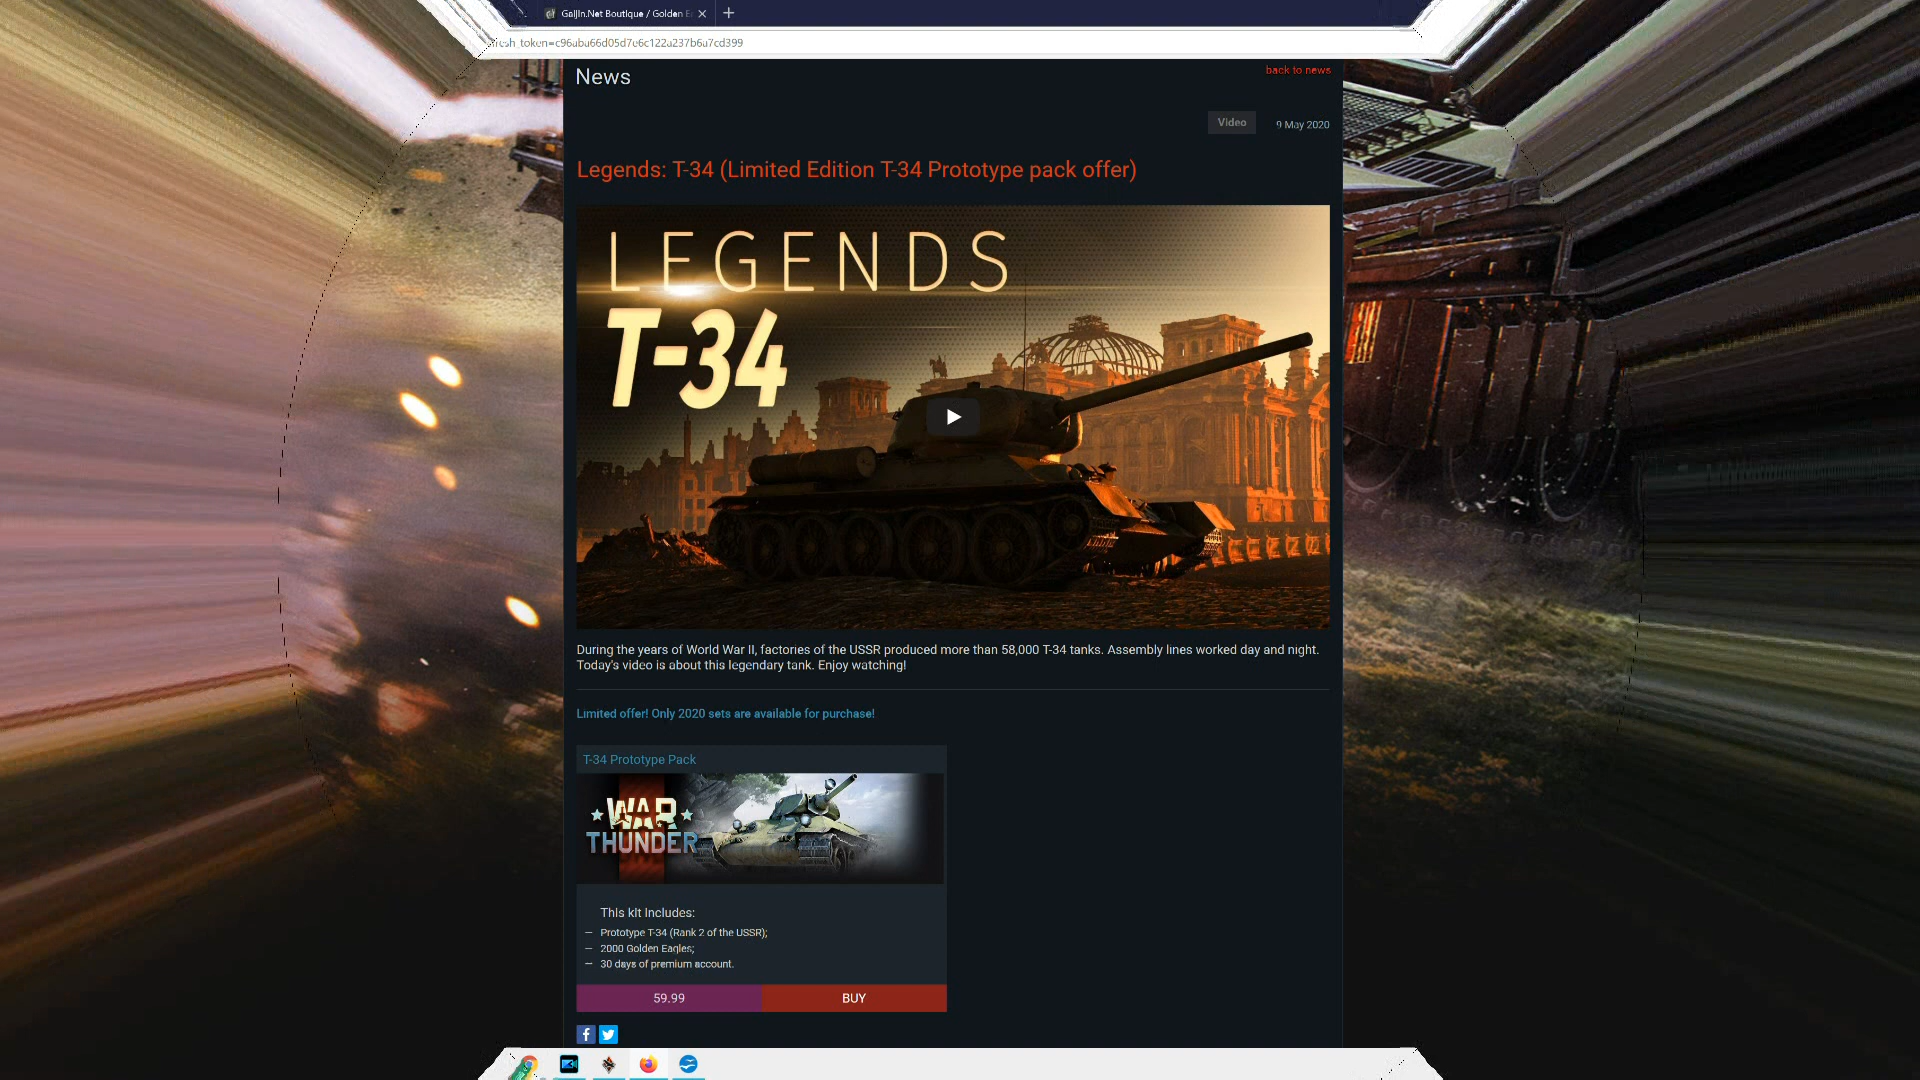 Gaijin.Net Boutique / Golden E
resh_token=c96aba66d05d7e6c122a237b6a7cd399
News
back to news
Video
9 May 2020
Legends: T-34 (Limited Edition T-34 Prototype pack offer)
LEGENDS
T-34
During the years of World War II, factories of the USSR produced more than 58,000 T-34 tanks. Assembly lines worked day and night.
Today's video is about this legendary tank. Enjoy watching!
Limited offer! Only 2020 sets are available for purchase!
T-34 Prototype Pack
WAR
THUNDER
This kit includes:
— Prototype T-34 (Rank 2 of the USSR);
— 2000 Golden Eagles;
— 30 days of premium account.
59.99
BUY